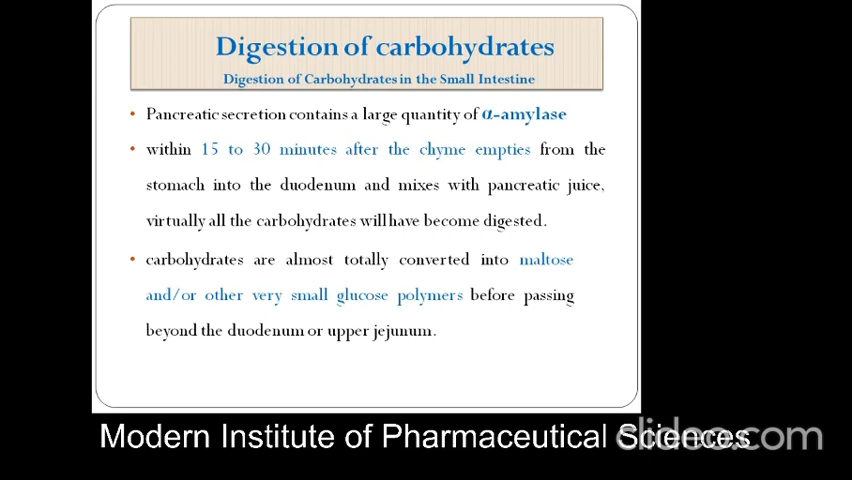 Digestion of carbohydrates
Digestion of Carbohydrates in the Small Intestine
• Pancreatic secretion contains a large quantity of α-amylase
• within 15 to 30 minutes after the chyme empties from the
stomach into the duodenum and mixes with pancreatic juice,
virtually all the carbohydrates will have become digested.
• carbohydrates are almost totally converted into maltose
and/or other very small glucose polymers before passing
beyond the duodenum or upper jejunum.
Modern Institute of Pharmaceutical Sciences
clideo.com